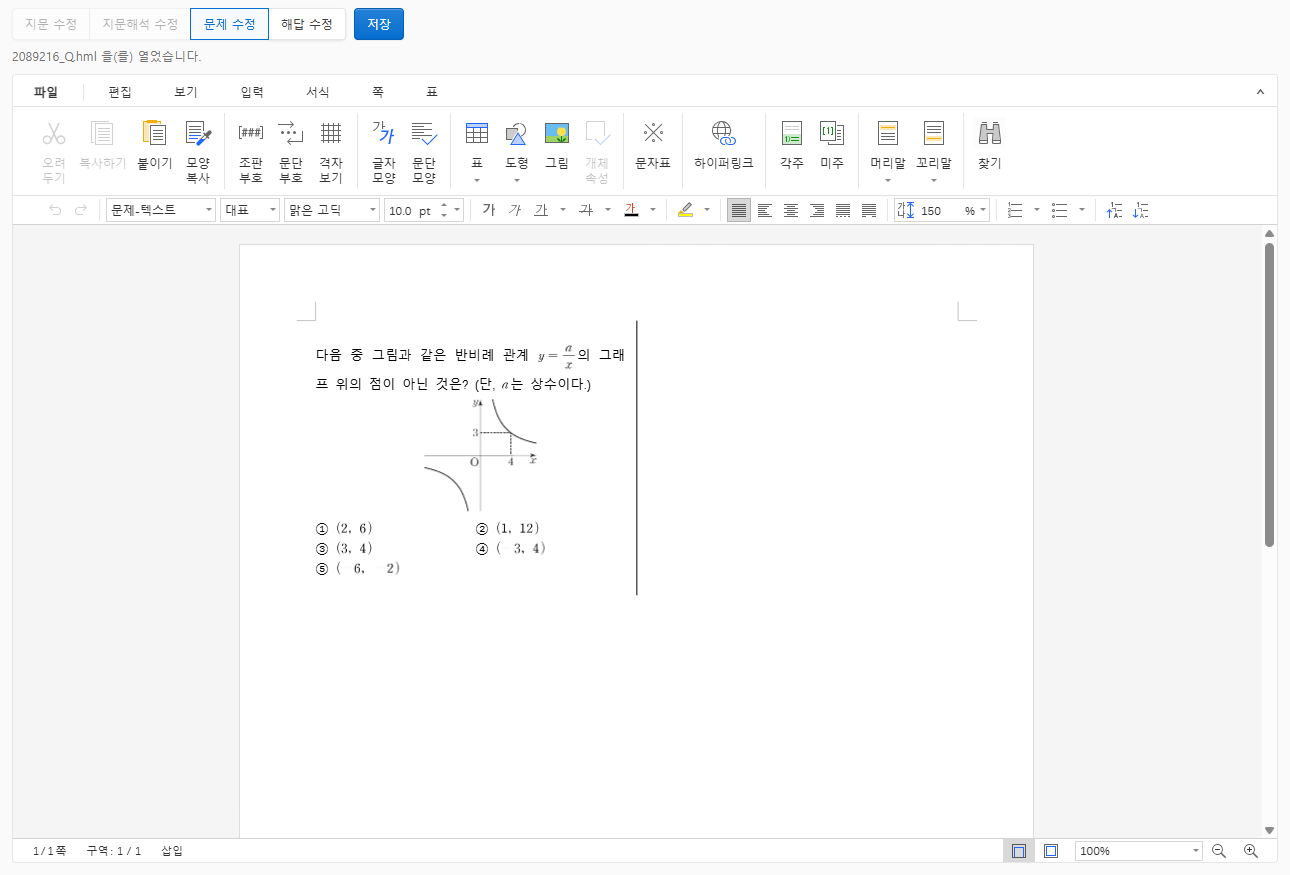 지문 수정 지문해석 수정 문제 수정 해답 수정 저장
2089216_Q.hml 을(를) 열었습니다.
파일 편집 보기 입력 서식 쪽 표
오려두기 복사하기 붙이기 모양 복사 조판 부호 문단 부호 격자 보기 글자 모양 문단 모양 표 도형 그림 개체 속성 문자표 하이퍼링크 각주 미주 머리말 꼬리말 찾기
문제-텍스트 대표 맑은 고딕 10.0 pt 가 가 가 가 가 150 %
다음 중 그림과 같은 반비례 관계 y = a/x 의 그래
프 위의 점이 아닌 것은? (단, a는 상수이다.)
y
3
O 4 x
① (2, 6) ② (1, 12)
③ (3, 4) ④ ( 3, 4)
⑤ ( 6, 2)
1/1쪽 구역: 1 / 1 삽입 100%